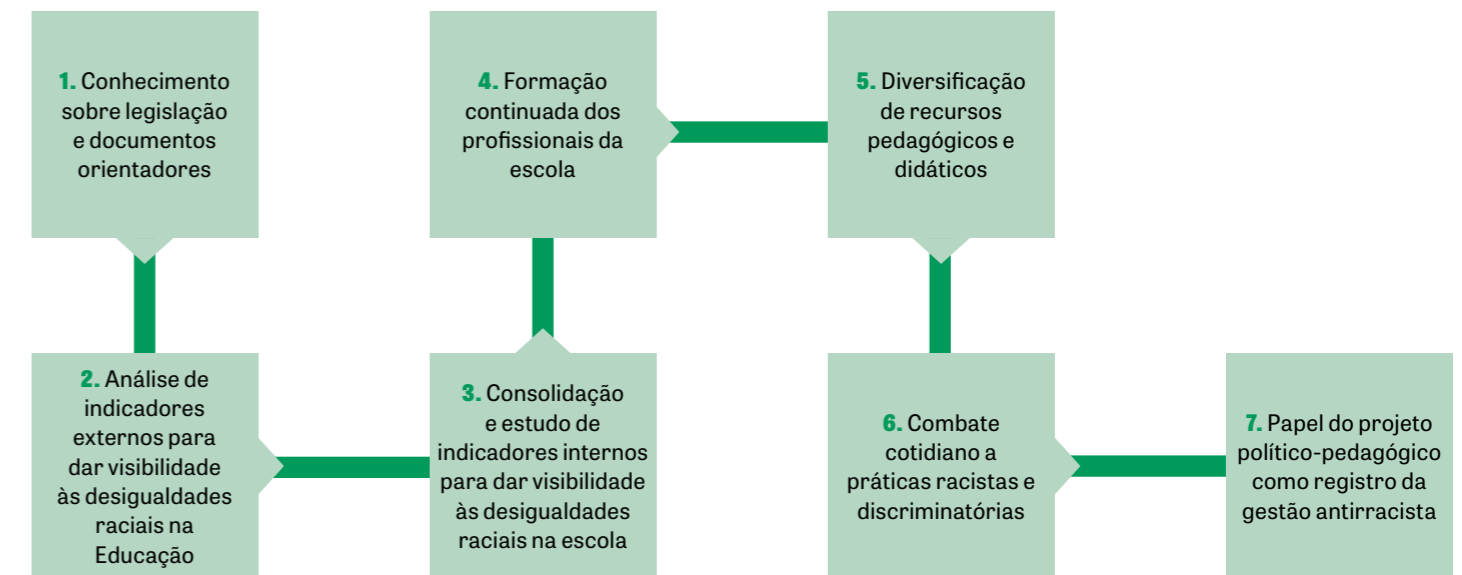 1. Conhecimento
sobre legislação
e documentos
orientadores
2. Análise de
indicadores
externos para
dar visibilidade
às desigualdades
raciais na
Educação
3. Consolidação
e estudo de
indicadores internos
para dar visibilidade
às desigualdades
raciais na escola
4. Formação
continuada dos
profissionais da
escola
5. Diversificação
de recursos
pedagógicos e
didáticos
6. Combate
cotidiano a
práticas racistas e
discriminatórias
7. Papel do projeto
político-pedagógico
como registro da
gestão antirracista